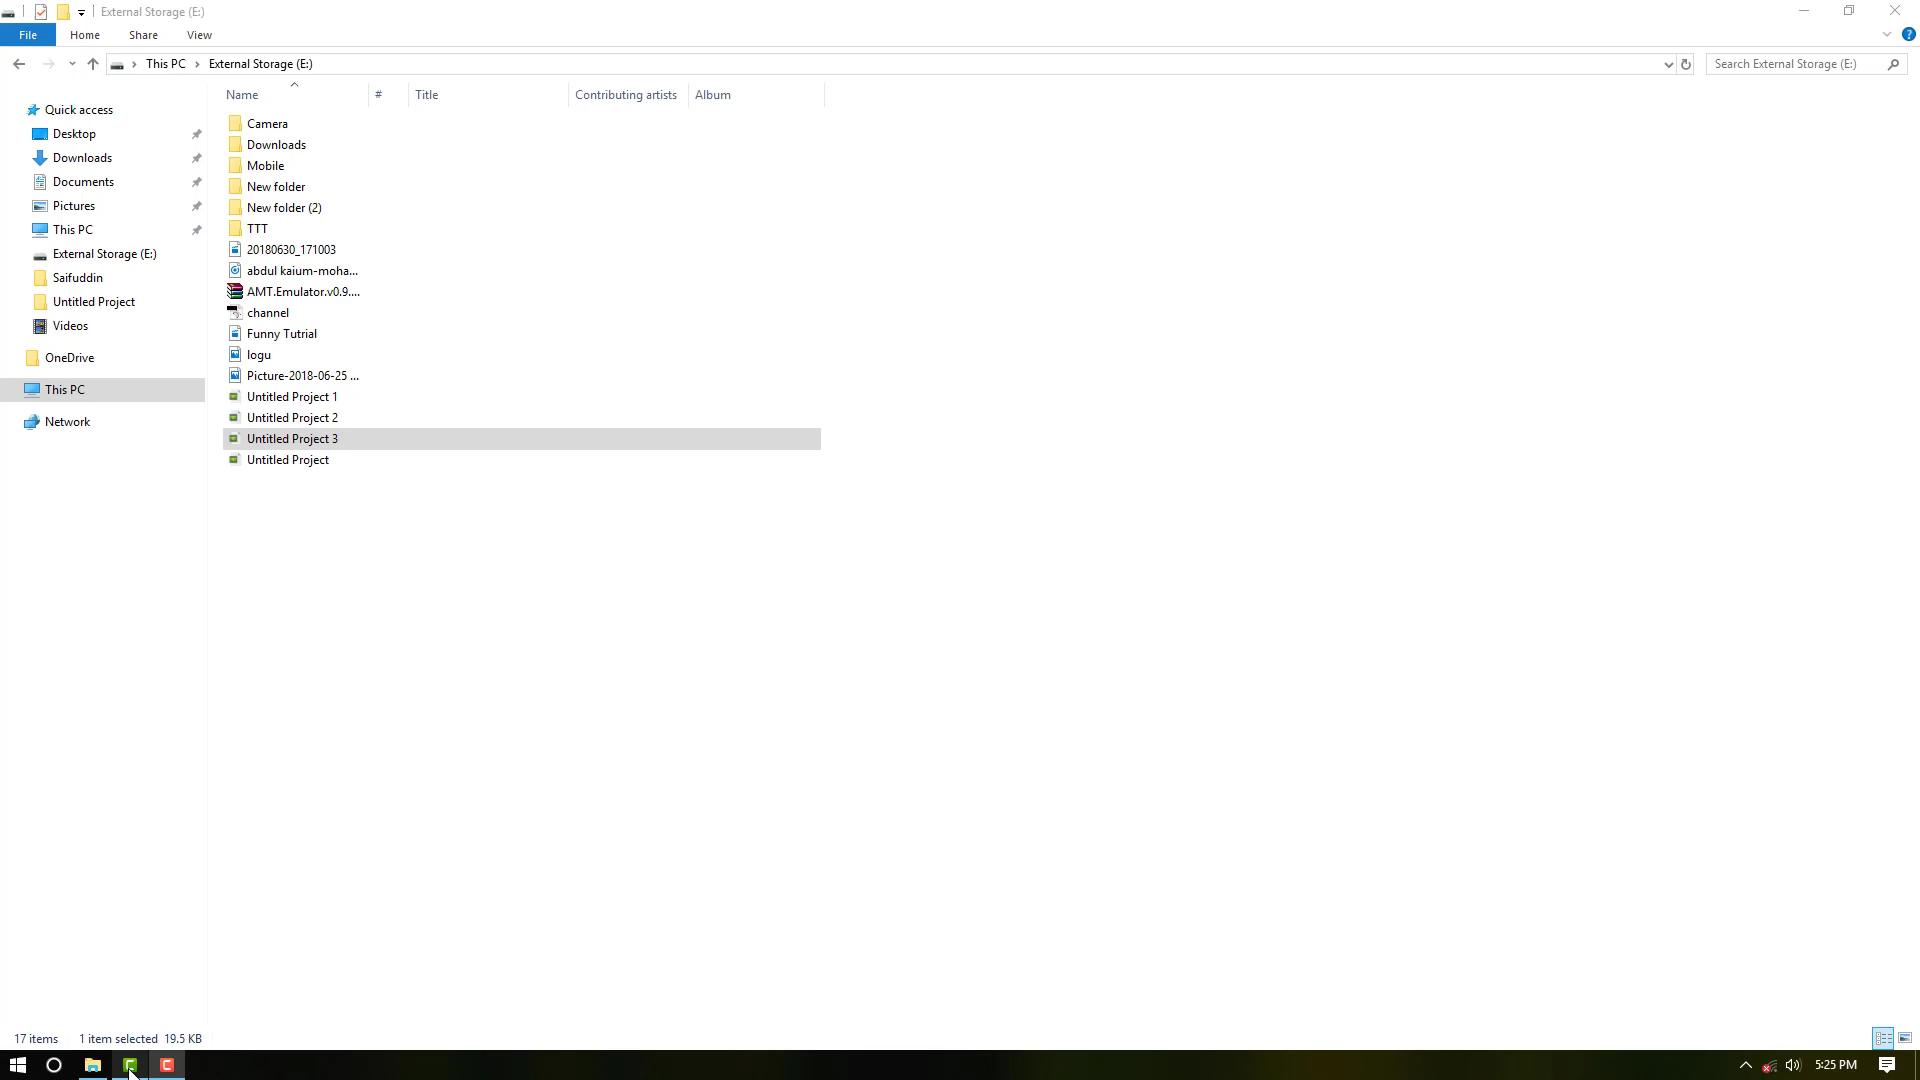 External Storage (E:)
File Home Share View
This PC External Storage (E:) Search External Storage (E:)
Name # Title Contributing artists Album
Quick access
Desktop
Downloads
Documents
Pictures
This PC
External Storage (E:)
Saifuddin
Untitled Project
Videos
OneDrive
This PC
Network
Camera
Downloads
Mobile
New folder
New folder (2)
TTT
20180630_171003
abdul kaium-moha...
AMT.Emulator.v0.9....
channel
Funny Tutrial
logu
Picture-2018-06-25 ...
Untitled Project 1
Untitled Project 2
Untitled Project 3
Untitled Project
17 items 1 item selected 19.5 KB
5:25 PM